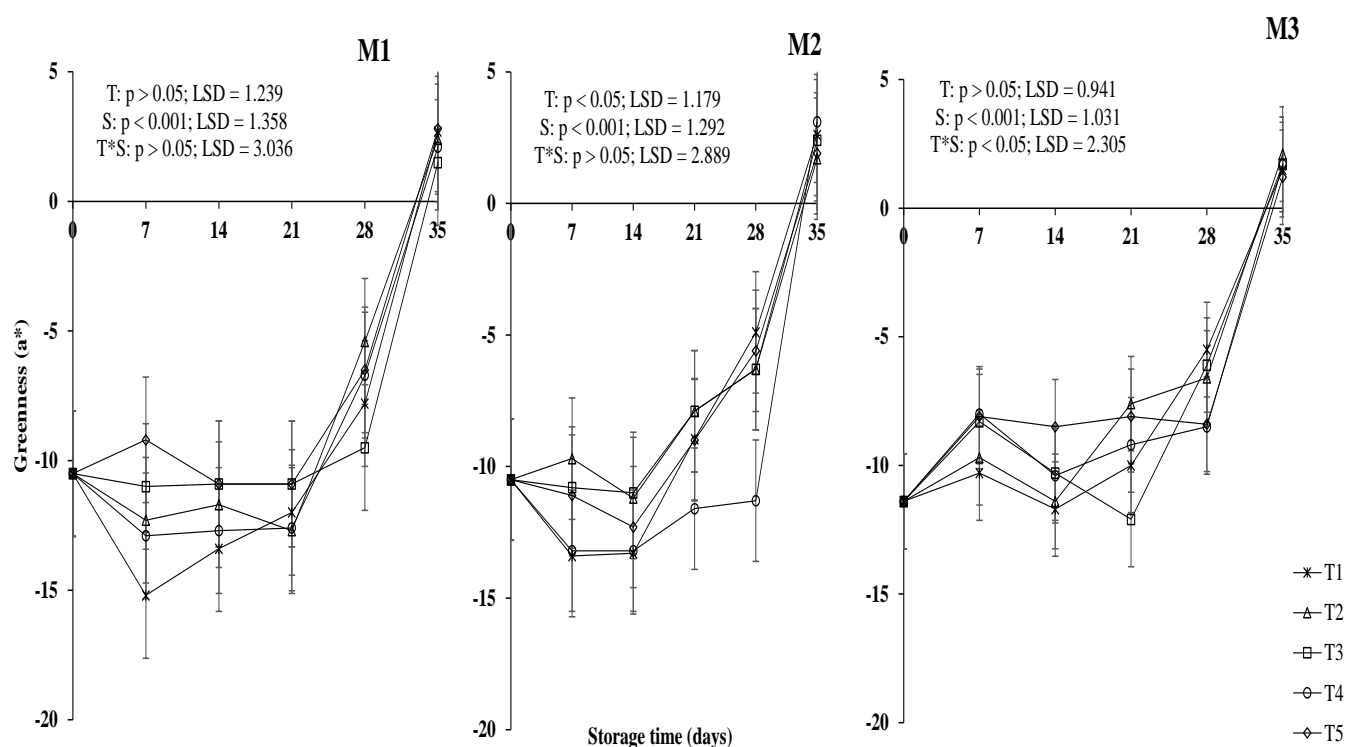 M1
T: p > 0.05; LSD = 1.239
S: p < 0.001; LSD = 1.358
T*S: p > 0.05; LSD = 3.036
5
0
-5
-10
-15
-20
0 7 14 21 28 35
Greenness (a*)
M2
T: p < 0.05; LSD = 1.179
S: p < 0.001; LSD = 1.292
T*S: p > 0.05; LSD = 2.889
5
0
-5
-10
-15
-20
0 7 14 21 28 35
Storage time (days)
M3
T: p > 0.05; LSD = 0.941
S: p < 0.001; LSD = 1.031
T*S: p < 0.05; LSD = 2.305
5
0
-5
-10
-15
-20
0 7 14 21 28 35
T1
T2
T3
T4
T5